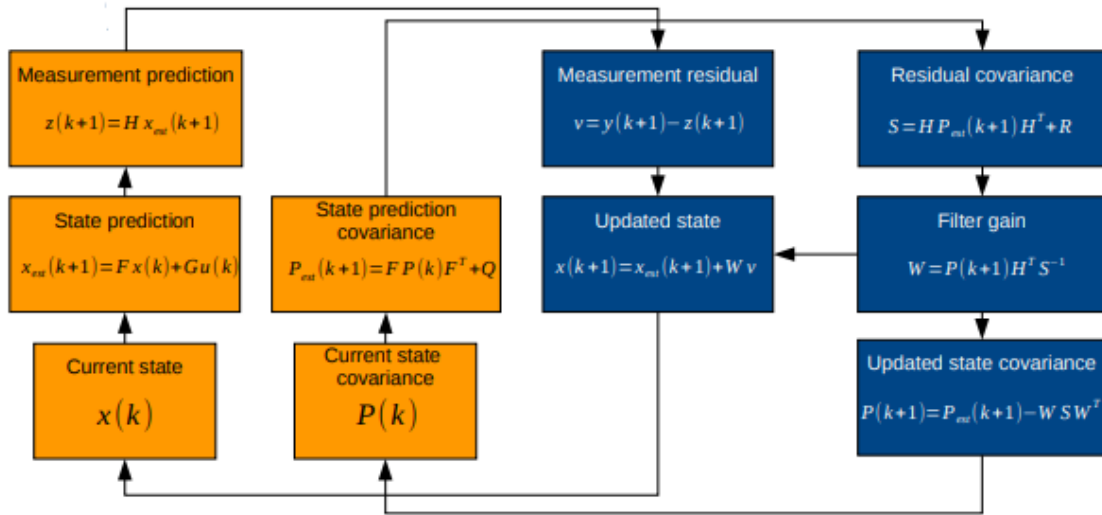 Measurement prediction
z(k+1)=H x_est(k+1)
Measurement residual
v=y(k+1)−z(k+1)
Residual covariance
S=H P_est(k+1)H^T+R
State prediction
x_est(k+1)=F x(k)+Gu(k)
State prediction
covariance
P_est(k+1)=F P(k)F^T+Q
Updated state
x(k+1)=x_est(k+1)+W v
Filter gain
W=P(k+1)H^T S^−1
Current state
x(k)
Current state
covariance
P(k)
Updated state covariance
P(k+1)=P_est(k+1)−W S W^T